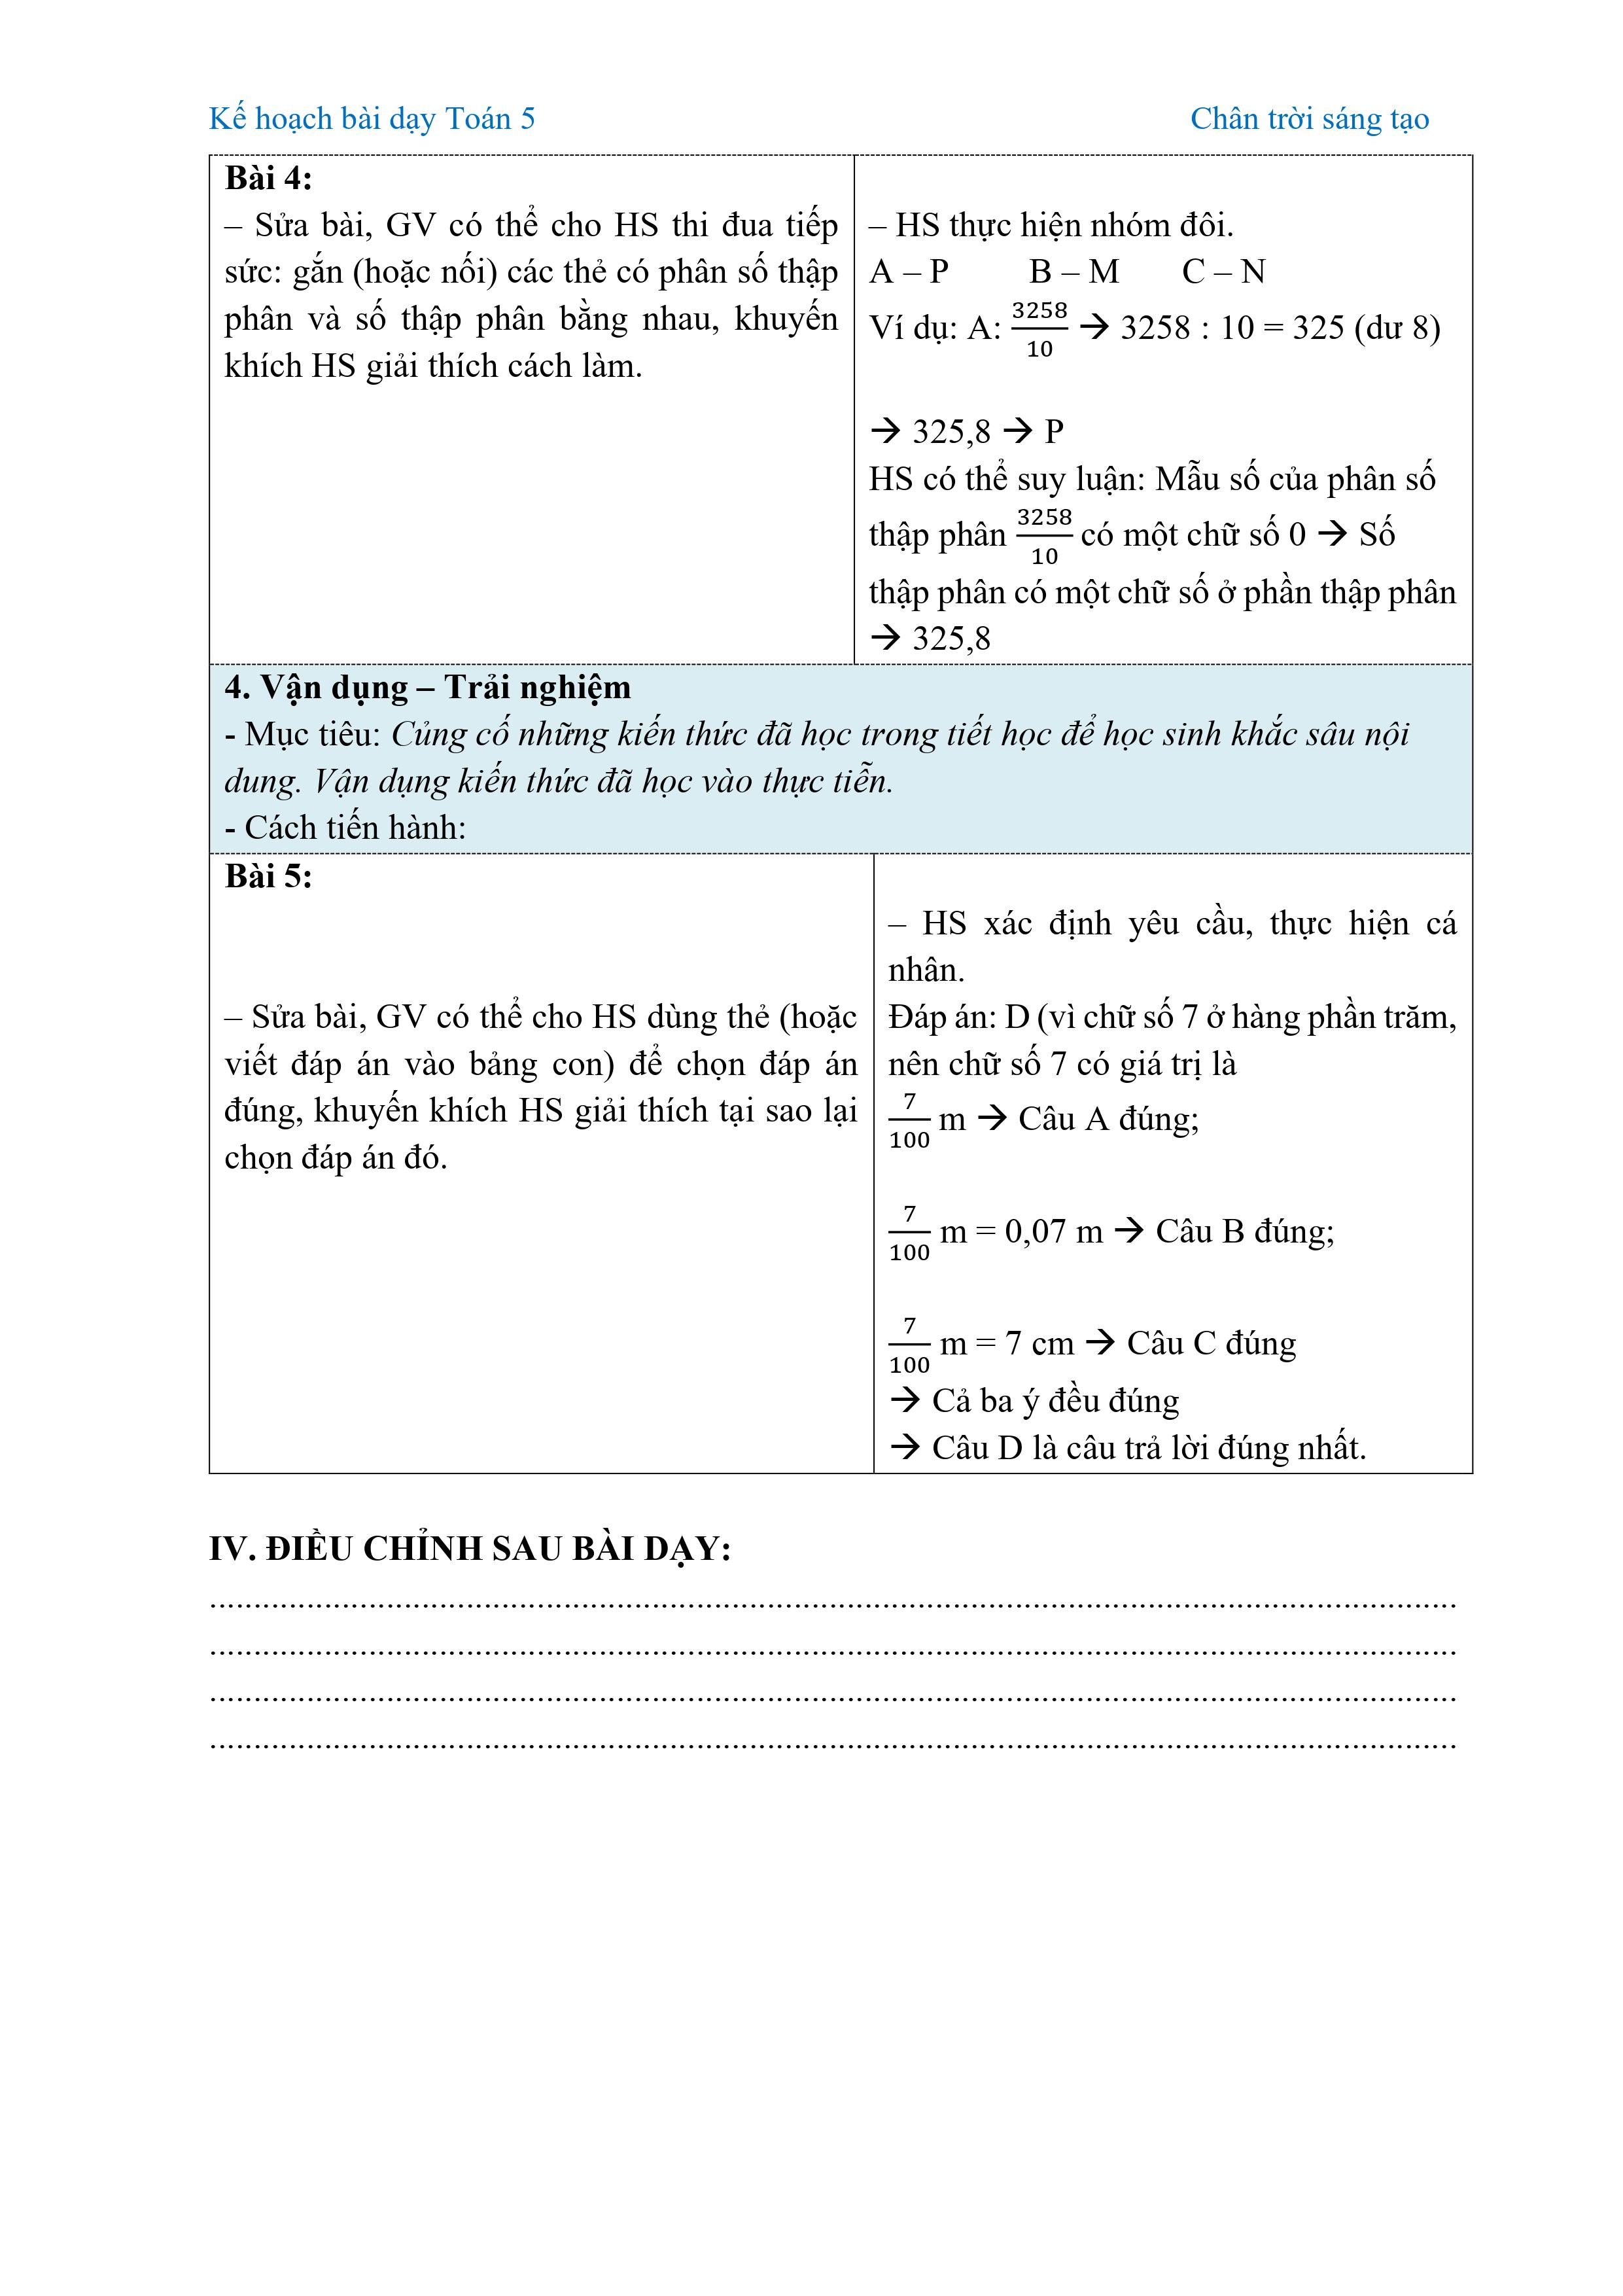 Kế hoạch bài dạy Toán 5 Chân trời sáng tạo
Bài 4:
– Sửa bài, GV có thể cho HS thi đua tiếp
sức: gắn (hoặc nối) các thẻ có phân số thập
phân và số thập phân bằng nhau, khuyến
khích HS giải thích cách làm.
– HS thực hiện nhóm đôi.
A – P B – M C – N
Ví dụ: A: 3258/10 → 3258 : 10 = 325 (dư 8)
→ 325,8 → P
HS có thể suy luận: Mẫu số của phân số
thập phân 3258/10 có một chữ số 0 → Số
thập phân có một chữ số ở phần thập phân
→ 325,8
4. Vận dụng – Trải nghiệm
- Mục tiêu: Củng cố những kiến thức đã học trong tiết học để học sinh khắc sâu nội
dung. Vận dụng kiến thức đã học vào thực tiễn.
- Cách tiến hành:
Bài 5:
– Sửa bài, GV có thể cho HS dùng thẻ (hoặc
viết đáp án vào bảng con) để chọn đáp án
đúng, khuyến khích HS giải thích tại sao lại
chọn đáp án đó.
– HS xác định yêu cầu, thực hiện cá
nhân.
Đáp án: D (vì chữ số 7 ở hàng phần trăm,
nên chữ số 7 có giá trị là
7/100 m → Câu A đúng;
7/100 m = 0,07 m → Câu B đúng;
7/100 m = 7 cm → Câu C đúng
→ Cả ba ý đều đúng
→ Câu D là câu trả lời đúng nhất.
IV. ĐIỀU CHỈNH SAU BÀI DẠY: